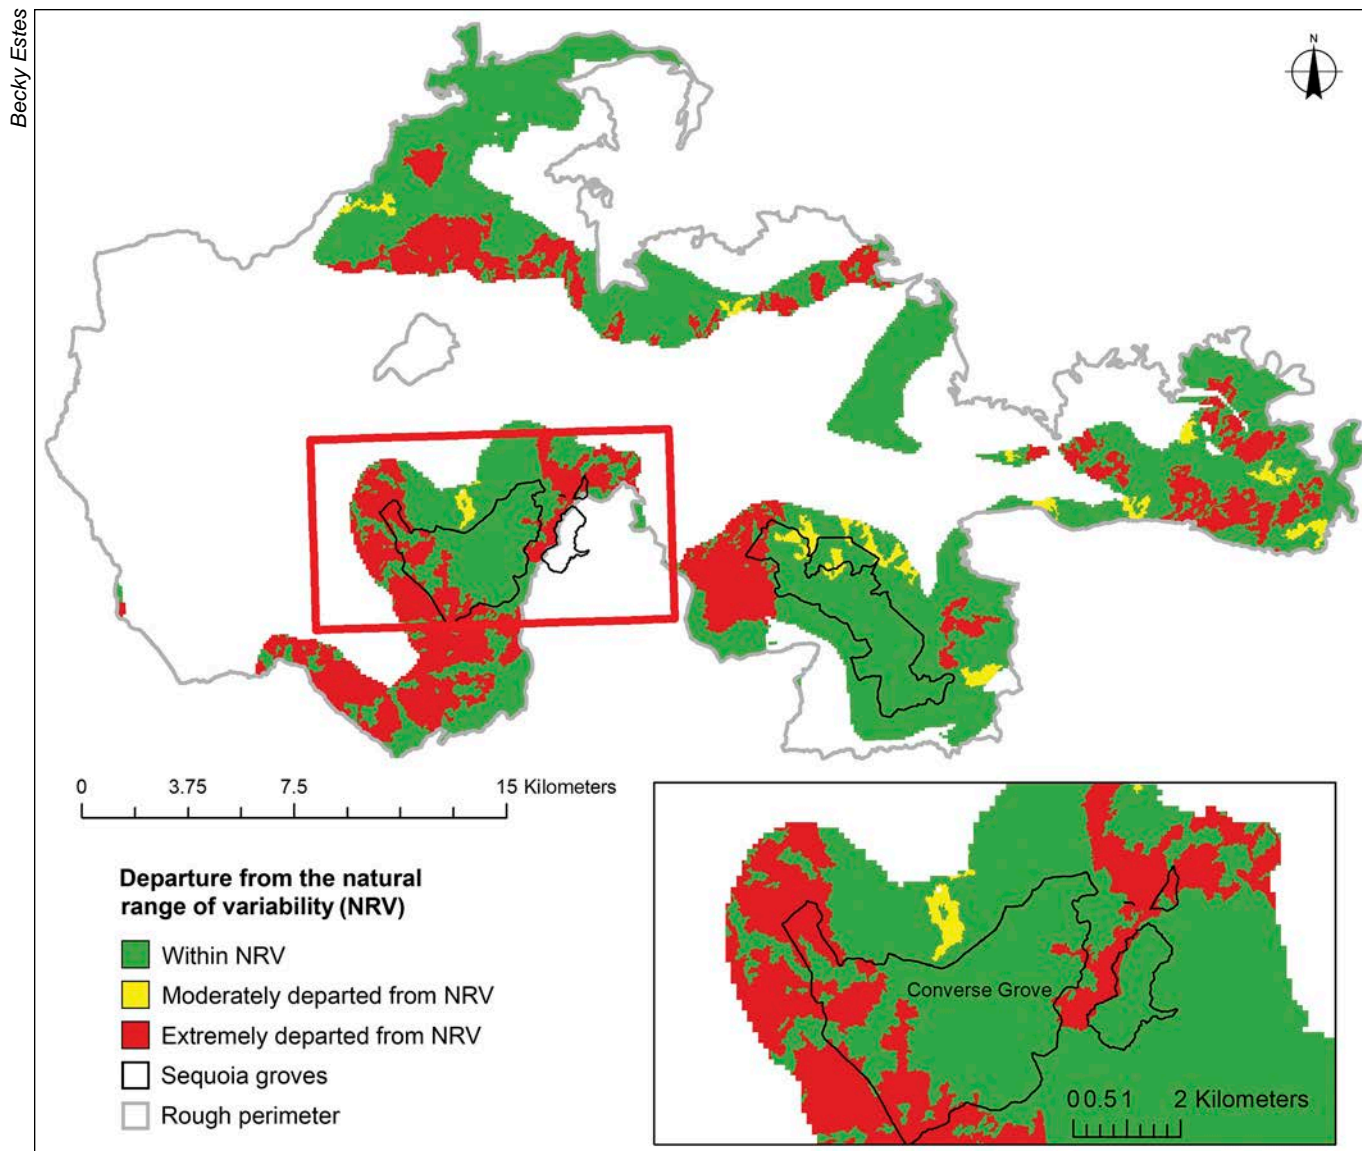 Becky Estes
N
0 3.75 7.5 15 Kilometers
Departure from the natural
range of variability (NRV)
Within NRV
Moderately departed from NRV
Extremely departed from NRV
Sequoia groves
Rough perimeter
Converse Grove
0 0.5 1 2 Kilometers